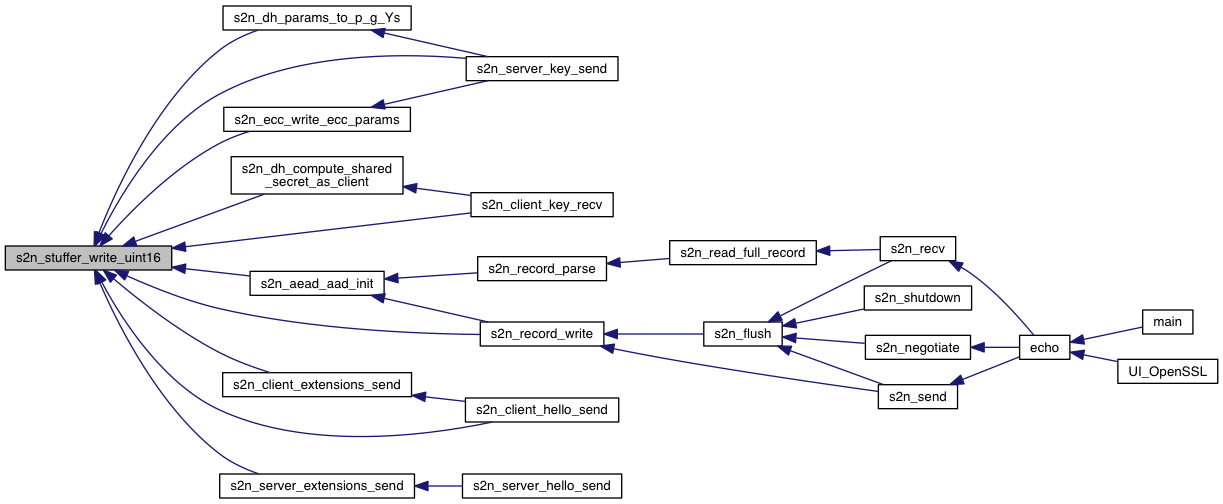 s2n_dh_params_to_p_g_Ys
s2n_server_key_send
s2n_ecc_write_ecc_params
s2n_dh_compute_shared
_secret_as_client
s2n_client_key_recv
s2n_stuffer_write_uint16
s2n_aead_aad_init
s2n_record_parse
s2n_read_full_record
s2n_recv
s2n_shutdown
s2n_record_write
s2n_flush
s2n_negotiate
echo
main
UI_OpenSSL
s2n_client_extensions_send
s2n_client_hello_send
s2n_send
s2n_server_extensions_send
s2n_server_hello_send